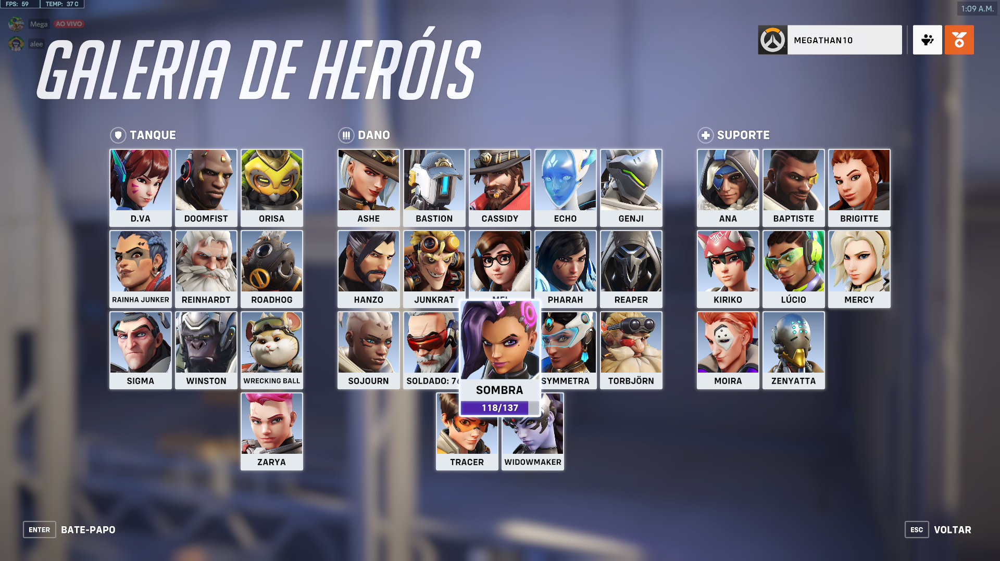 FPS: 59 TEMP: 37 C
1:09 A.M.
Mega AO VIVO
alee
MEGATHAN10
GALERIA DE HERÓIS
TANQUE
D.VA DOOMFIST ORISA
RAINHA JUNKER REINHARDT ROADHOG
SIGMA WINSTON WRECKING BALL
ZARYA
DANO
ASHE BASTION CASSIDY ECHO GENJI
HANZO JUNKRAT MEI PHARAH REAPER
SOJOURN SOLDADO: 76 SOMBRA SYMMETRA TORBJÖRN
118/137
TRACER WIDOWMAKER
SUPORTE
ANA BAPTISTE BRIGITTE
KIRIKO LÚCIO MERCY
MOIRA ZENYATTA
ENTER BATE-PAPO
ESC VOLTAR